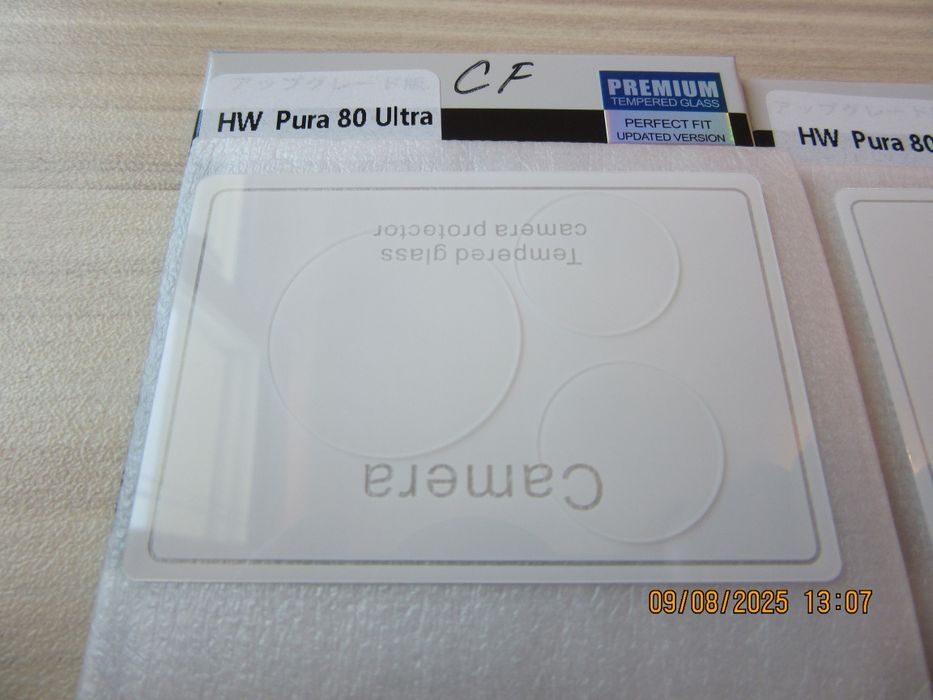 アップグレード版
CF
PREMIUM
TEMPERED GLASS
HW Pura 80 Ultra
PERFECT FIT
UPDATED VERSION
アップグレード
HW Pura 80
camera protector
Tempered glass
Camera
09/08/2025 13:07